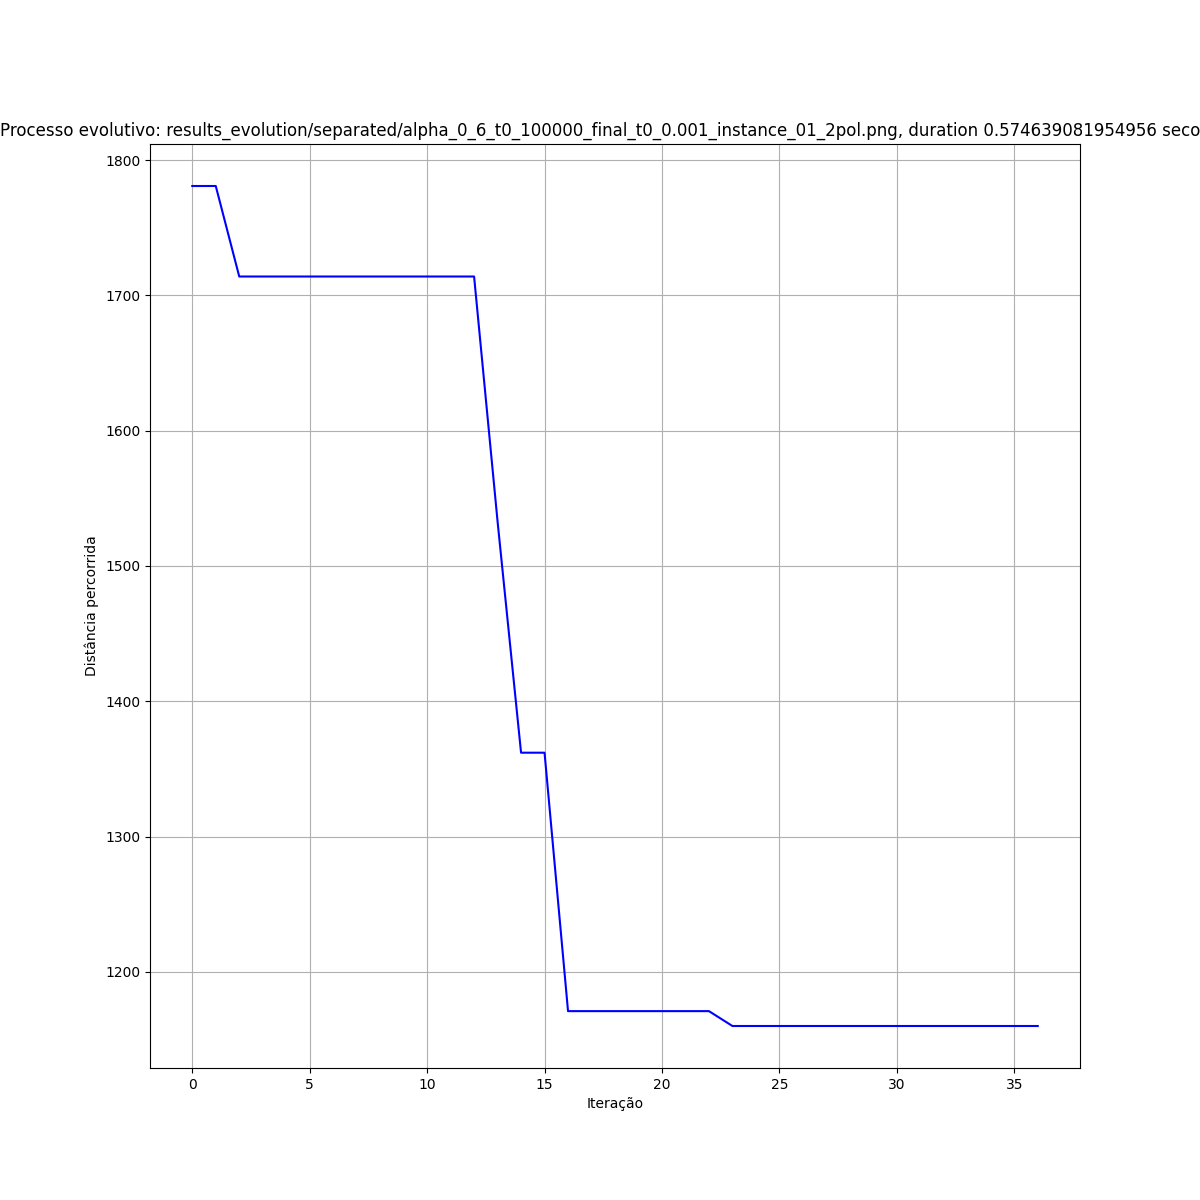 Processo evolutivo: results_evolution/separated/alpha_0_6_t0_100000_final_t0_0.001_instance_01_2pol.png, duration 0.574639081954956 seco
1800
1700
1600
1500
1400
1300
1200
Distância percorrida
0 5 10 15 20 25 30 35
Iteração